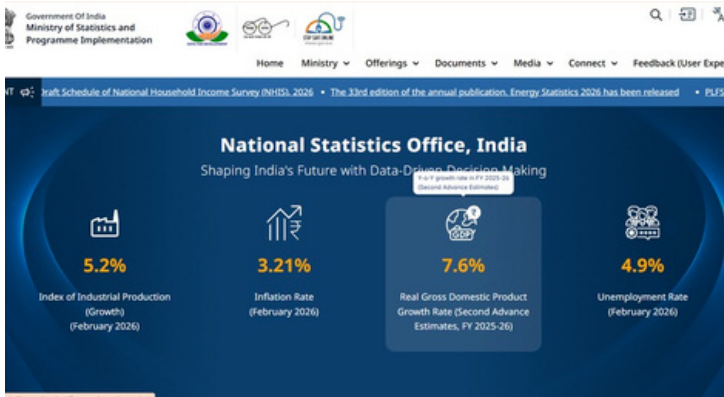 Government Of India
Ministry of Statistics and
Programme Implementation
Home Ministry Offerings Documents Media Connect Feedback (User Expe
NT Draft Schedule of National Household Income Survey (NHIS), 2026 • The 33rd edition of the annual publication, Energy Statistics 2026 has been released • PLFS
National Statistics Office, India
Shaping India's Future with Data-Driven Decision Making
Y-o-Y growth rate in FY 2025-26
(Second Advance Estimates)
GDP
5.2%
3.21%
7.6%
4.9%
Index of Industrial Production
(Growth)
(February 2026)
Inflation Rate
(February 2026)
Real Gross Domestic Product
Growth Rate (Second Advance
Estimates, FY 2025-26)
Unemployment Rate
(February 2026)